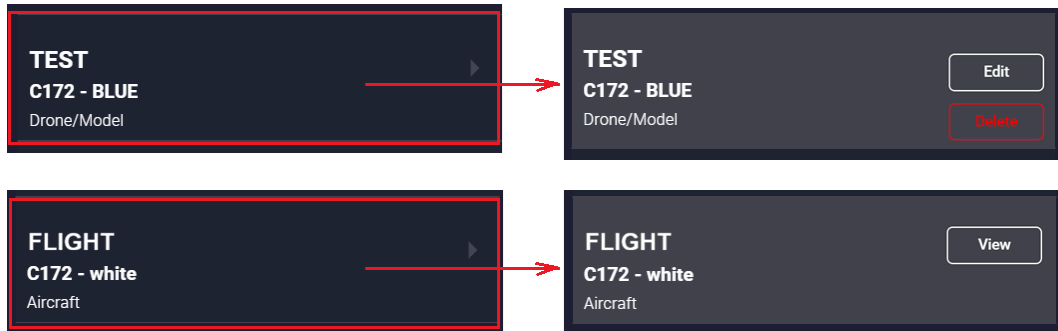 TEST
C172 - BLUE
Drone/Model
TEST
C172 - BLUE
Drone/Model
Edit
Delete
FLIGHT
C172 - white
Aircraft
FLIGHT
C172 - white
Aircraft
View